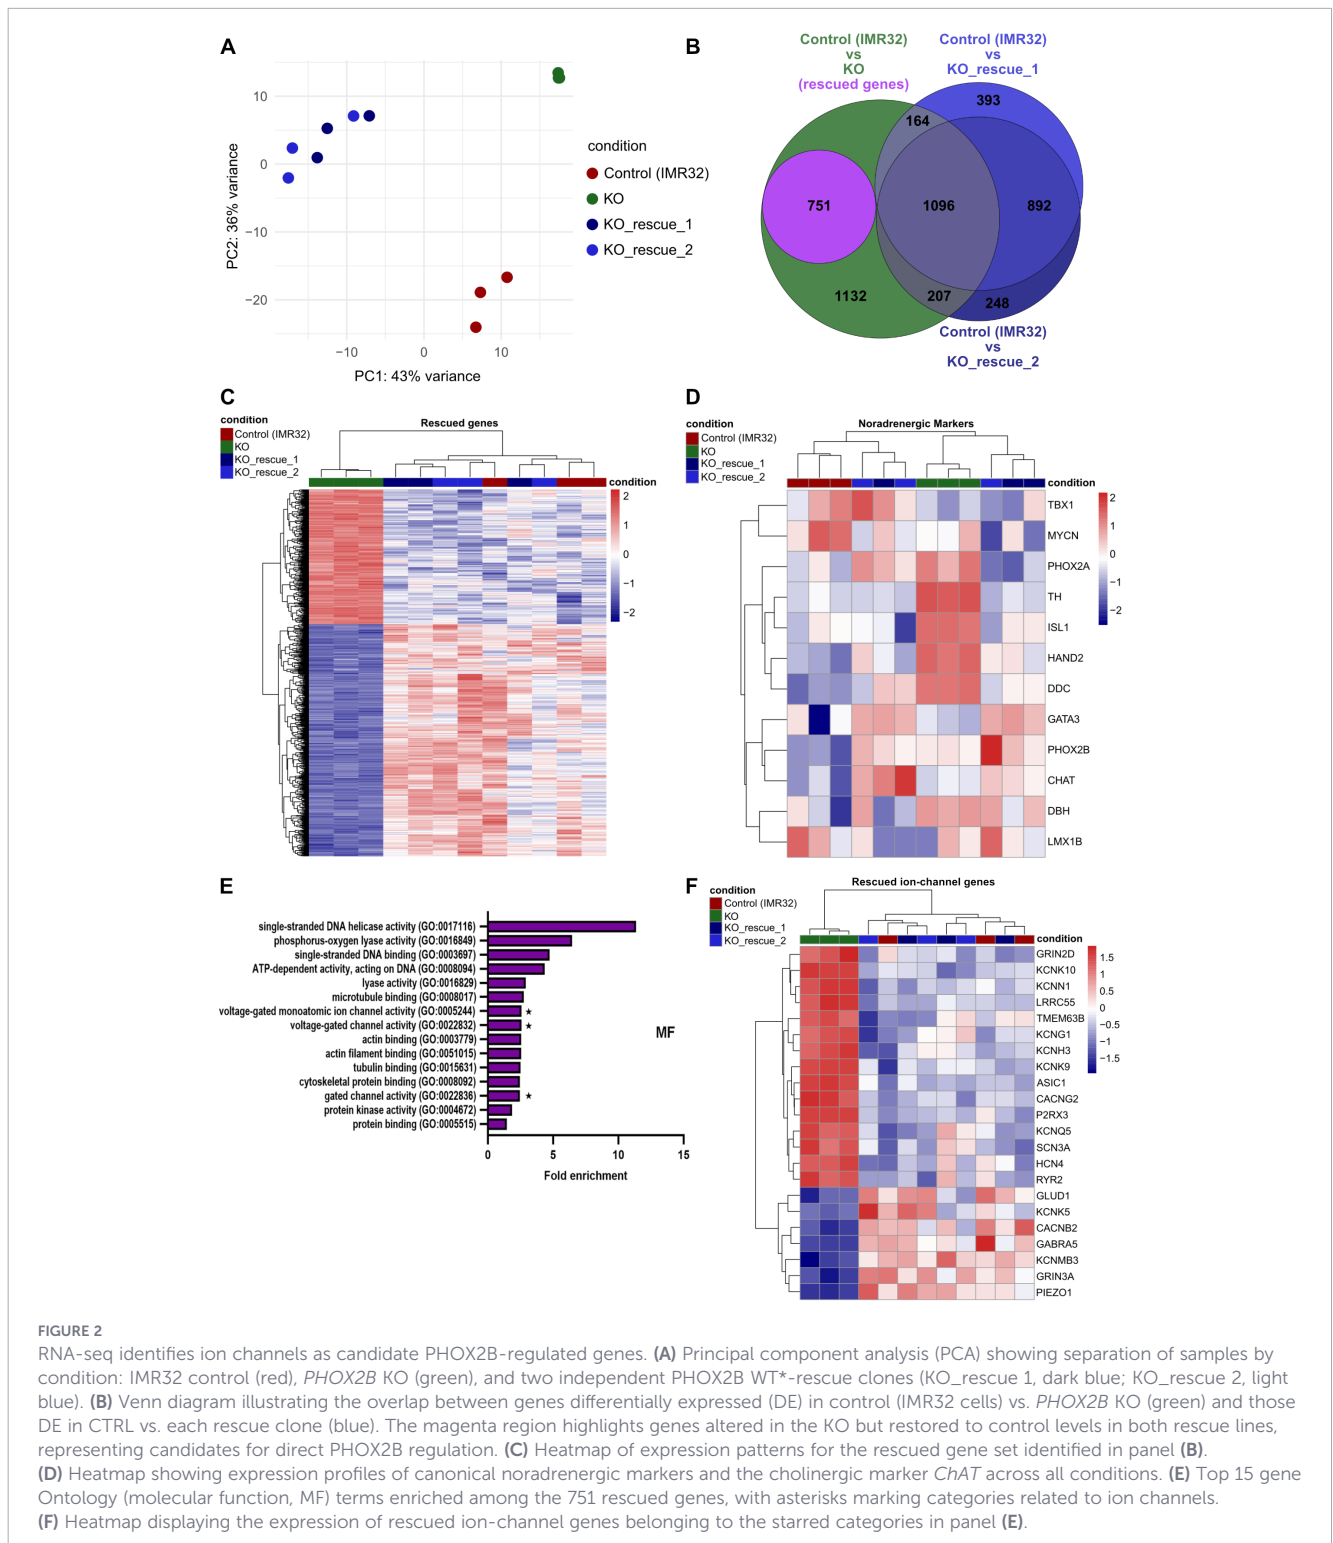 A
10
0
−10
−20
PC2: 36% variance
−10
0
10
PC1: 43% variance
condition
Control (IMR32)
KO
KO_rescue_1
KO_rescue_2
B
Control (IMR32)
vs
KO
(rescued genes)
Control (IMR32)
vs
KO_rescue_1
393
164
751
1096
892
1132
207
248
Control (IMR32)
vs
KO_rescue_2
C
condition
Control (IMR32)
KO
KO_rescue_1
KO_rescue_2
Rescued genes
condition
2
1
0
−1
−2
D
condition
Control (IMR32)
KO
KO_rescue_1
KO_rescue_2
Noradrenergic Markers
condition
TBX1
MYCN
PHOX2A
TH
ISL1
HAND2
DDC
GATA3
PHOX2B
CHAT
DBH
LMX1B
2
1
0
−1
−2
E
single-stranded DNA helicase activity (GO:0017116)
phosphorus-oxygen lyase activity (GO:0016849)
single-stranded DNA binding (GO:0003697)
ATP-dependent activity, acting on DNA (GO:0008094)
lyase activity (GO:0016829)
microtubule binding (GO:0008017)
voltage-gated monoatomic ion channel activity (GO:0005244) ★
voltage-gated channel activity (GO:0022832) ★
actin binding (GO:0003779)
actin filament binding (GO:0051015)
tubulin binding (GO:0015631)
cytoskeletal protein binding (GO:0008092)
gated channel activity (GO:0022836) ★
protein kinase activity (GO:0004672)
protein binding (GO:0005515)
MF
0 5 10 15
Fold enrichment
F
condition
Control (IMR32)
KO
KO_rescue_1
KO_rescue_2
Rescued ion-channel genes
condition
GRIN2D
KCNK10
KCNN1
LRRC55
TMEM63B
KCNG1
KCNH3
KCNK9
ASIC1
CACNG2
P2RX3
KCNQ5
SCN3A
HCN4
RYR2
GLUD1
KCNK5
CACNB2
GABRA5
KCNMB3
GRIN3A
PIEZO1
1.5
1
0.5
0
−0.5
−1
−1.5
FIGURE 2
RNA-seq identifies ion channels as candidate PHOX2B-regulated genes. (A) Principal component analysis (PCA) showing separation of samples by
condition: IMR32 control (red), PHOX2B KO (green), and two independent PHOX2B WT*-rescue clones (KO_rescue 1, dark blue; KO_rescue 2, light
blue). (B) Venn diagram illustrating the overlap between genes differentially expressed (DE) in control (IMR32 cells) vs. PHOX2B KO (green) and those
DE in CTRL vs. each rescue clone (blue). The magenta region highlights genes altered in the KO but restored to control levels in both rescue lines,
representing candidates for direct PHOX2B regulation. (C) Heatmap of expression patterns for the rescued gene set identified in panel (B).
(D) Heatmap showing expression profiles of canonical noradrenergic markers and the cholinergic marker ChAT across all conditions. (E) Top 15 gene
Ontology (molecular function, MF) terms enriched among the 751 rescued genes, with asterisks marking categories related to ion channels.
(F) Heatmap displaying the expression of rescued ion-channel genes belonging to the starred categories in panel (E).